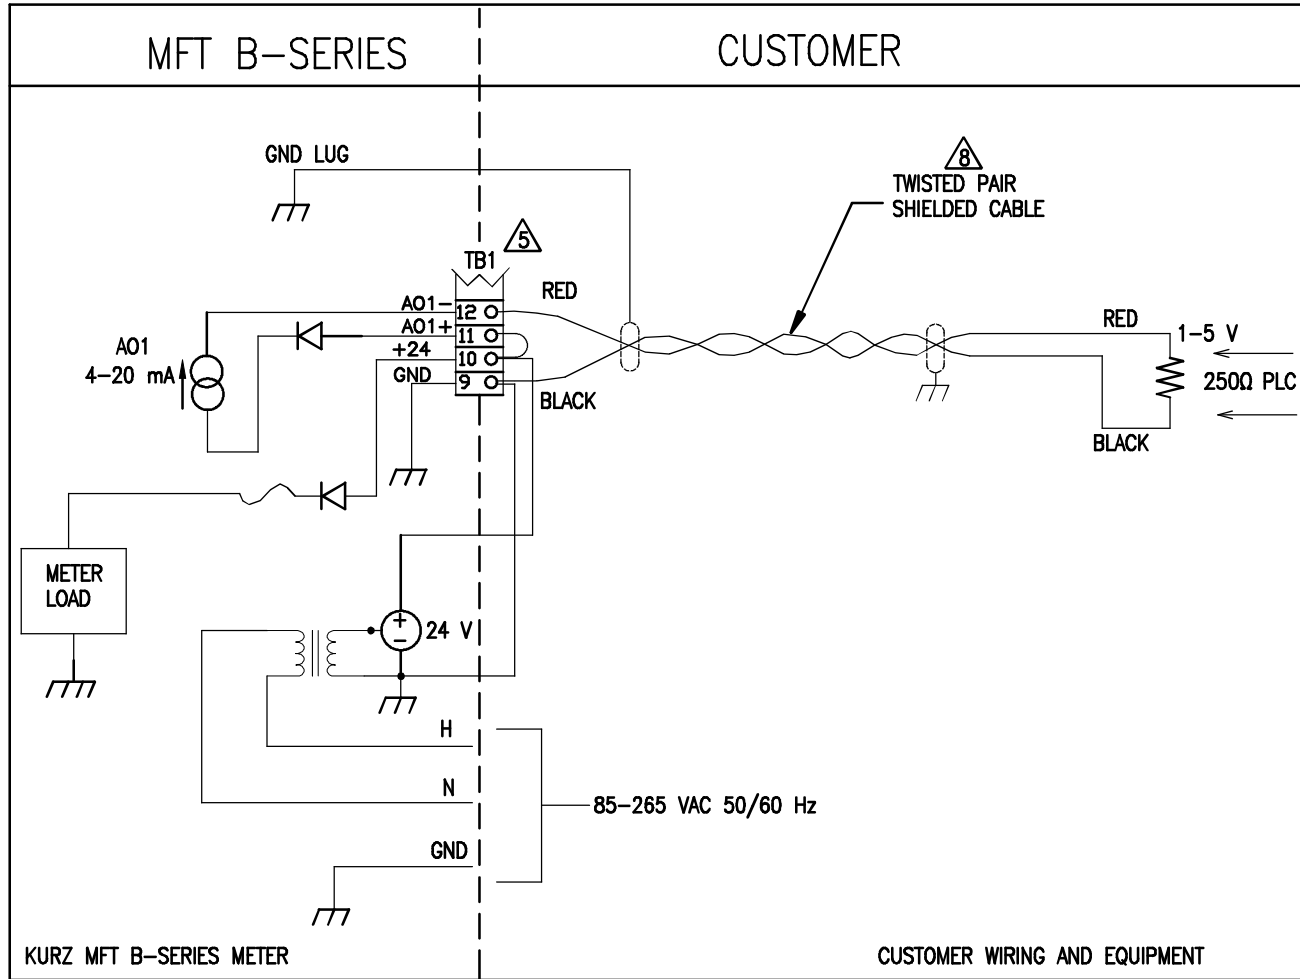 MFT B-SERIES
CUSTOMER
GND LUG
8
TWISTED PAIR
SHIELDED CABLE
5
TB1
RED
AO1-
12
AO1+
11
+24
10
GND
9
BLACK
AO1
4-20 mA
RED
1-5 V
250Ω PLC
BLACK
METER
LOAD
+
-
24 V
H
N
85-265 VAC 50/60 Hz
GND
KURZ MFT B-SERIES METER
CUSTOMER WIRING AND EQUIPMENT